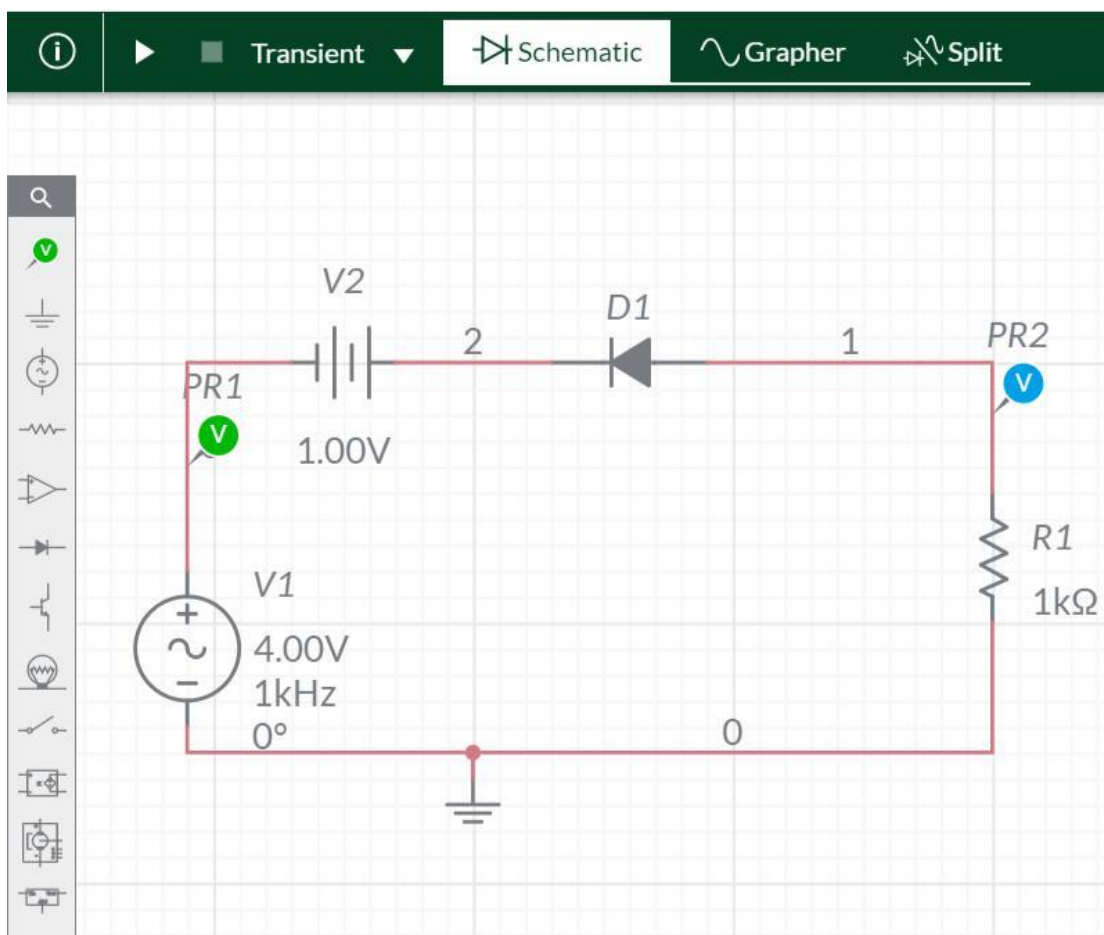 Transient Schematic Grapher Split
V2
D1
2
1
PR2
V
PR1
V
1.00V
V1
+
4.00V
1kHz
0°
R1
1kΩ
0